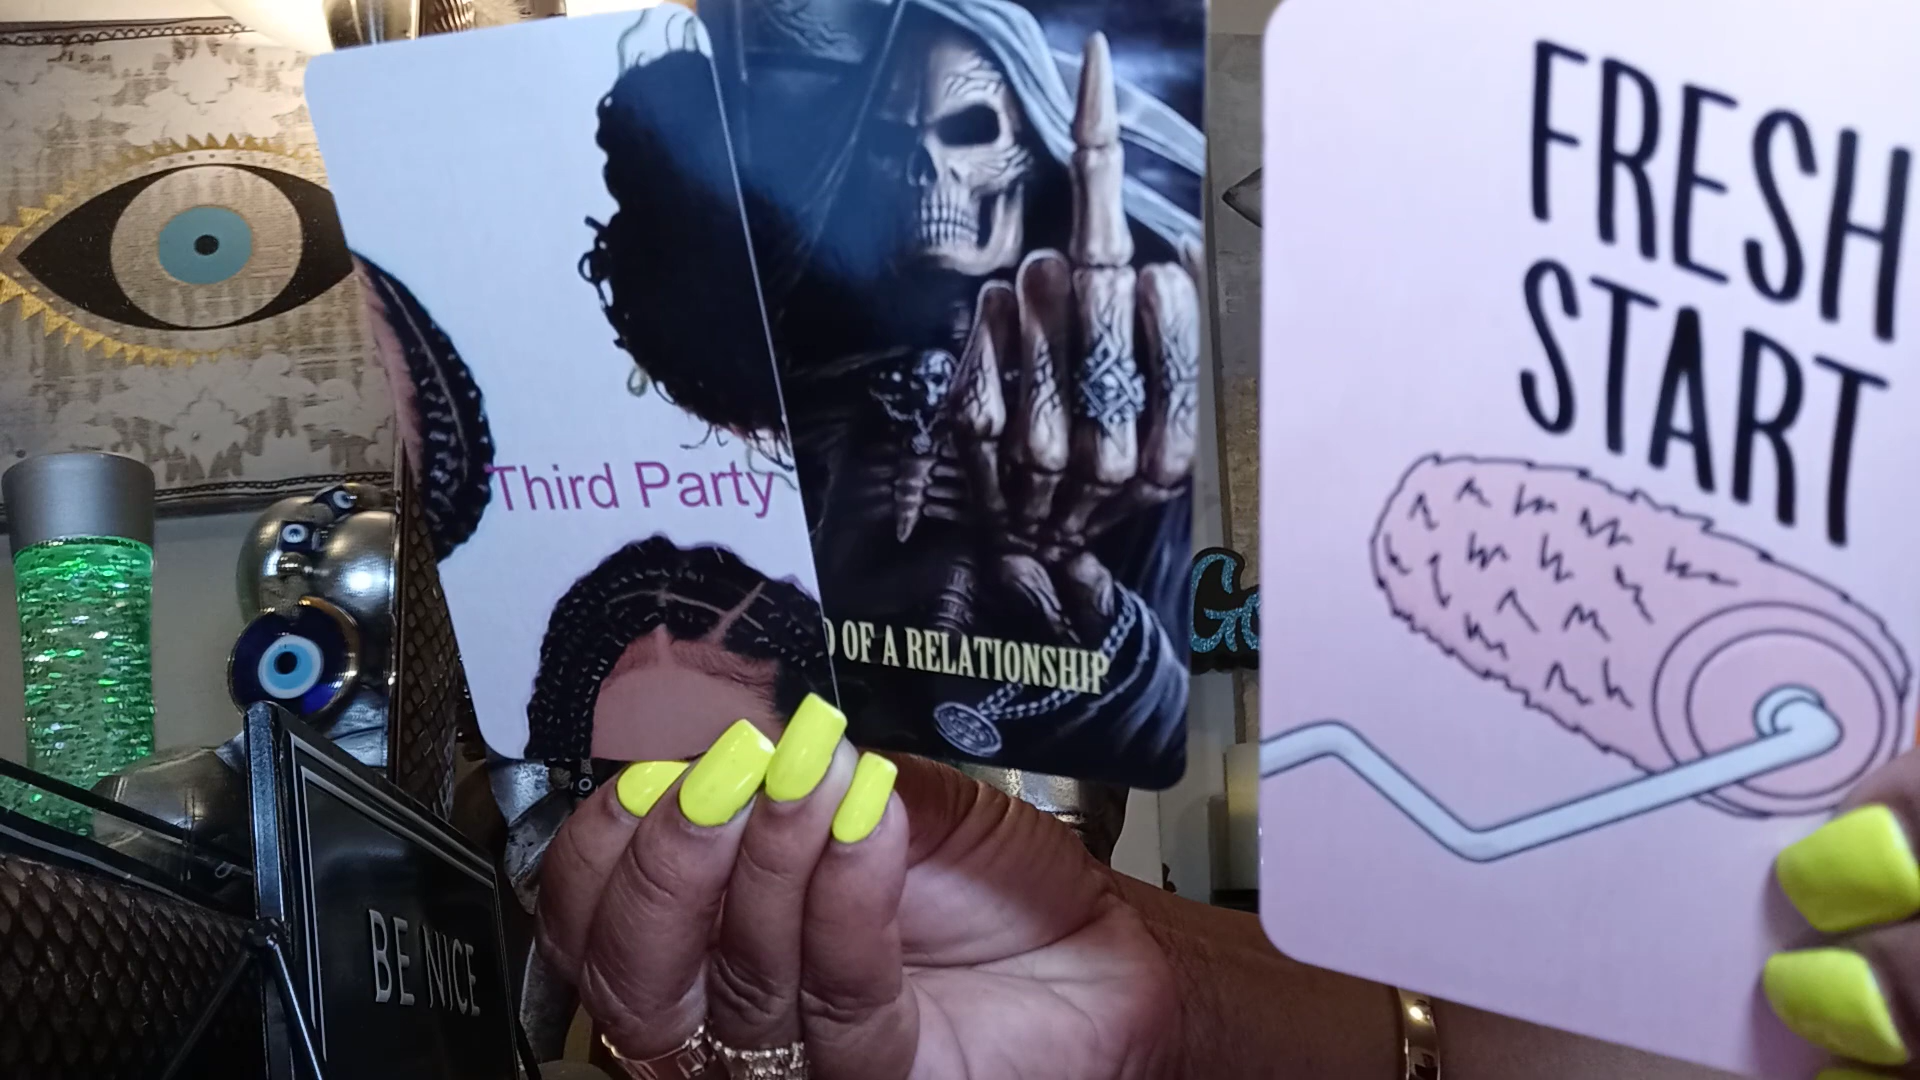 Third Party
OF A RELATIONSHIP
FRESH
START
BE NICE